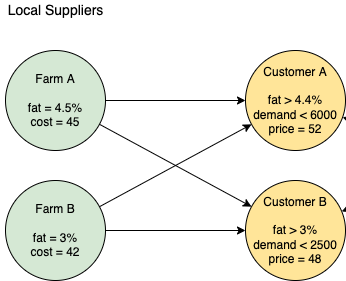 Local Suppliers
Farm A
fat = 4.5%
cost = 45
Customer A
fat > 4.4%
demand < 6000
price = 52
Farm B
fat = 3%
cost = 42
Customer B
fat > 3%
demand < 2500
price = 48